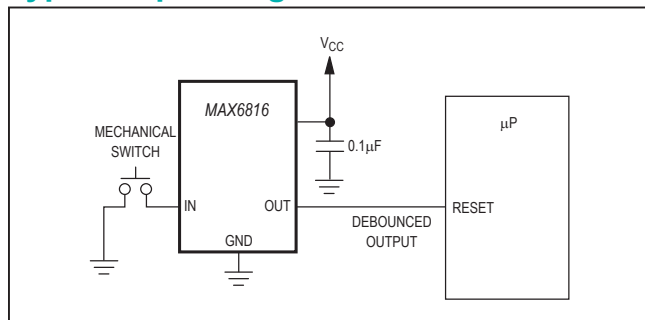 VCC
MAX6816
μP
MECHANICAL
SWITCH
0.1μF
IN
OUT
RESET
DEBOUNCED
OUTPUT
GND